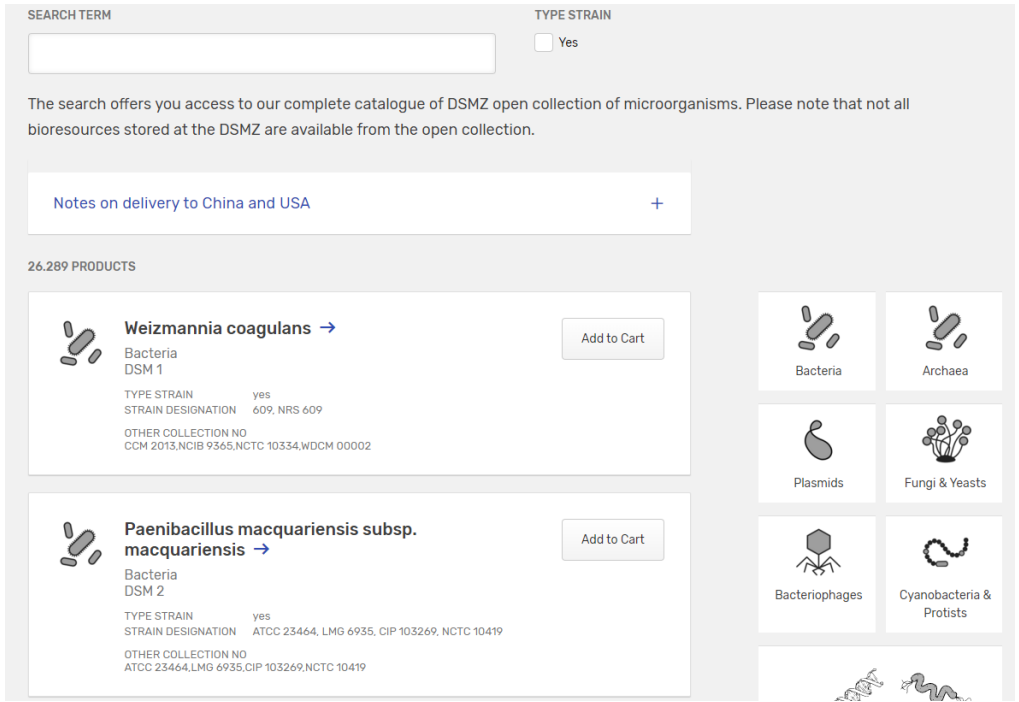 SEARCH TERM
TYPE STRAIN
Yes
The search offers you access to our complete catalogue of DSMZ open collection of microorganisms. Please note that not all
bioresources stored at the DSMZ are available from the open collection.
Notes on delivery to China and USA +
26.289 PRODUCTS
Weizmannia coagulans →
Add to Cart
Bacteria
DSM 1
TYPE STRAIN yes
STRAIN DESIGNATION 609, NRS 609
OTHER COLLECTION NO
CCM 2013,NCIB 9365,NCTC 10334,WDCM 00002
Paenibacillus macquariensis subsp.
macquariensis →
Add to Cart
Bacteria
DSM 2
TYPE STRAIN yes
STRAIN DESIGNATION ATCC 23464, LMG 6935, CIP 103269, NCTC 10419
OTHER COLLECTION NO
ATCC 23464,LMG 6935,CIP 103269,NCTC 10419
Bacteria
Archaea
Plasmids
Fungi & Yeasts
Bacteriophages
Cyanobacteria &
Protists